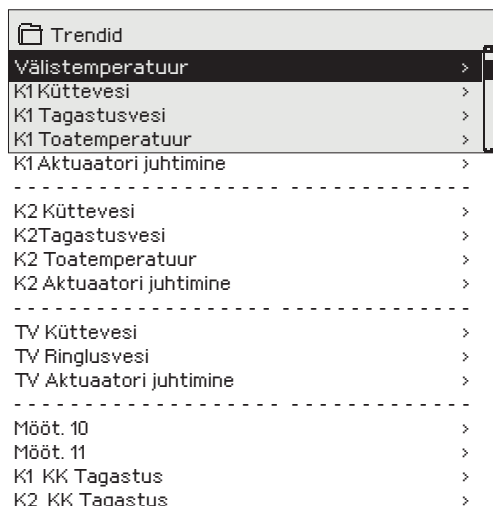 Trendid
Välistemperatuur >
K1 Küttevesi >
K1 Tagastusvesi >
K1 Toatemperatuur >
K1 Aktuaatori juhtimine >
- - - - - - - - - - - - - - - - - - - - - - - - - - - - - - - -
K2 Küttevesi >
K2Tagastusvesi >
K2 Toatemperatuur >
K2 Aktuaatori juhtimine >
- - - - - - - - - - - - - - - - - - - - - - - - - - - - - - - -
TV Küttevesi >
TV Ringlusvesi >
TV Aktuaatori juhtimine >
- - - - - - - - - - - - - - - - - - - - - - - - - - - - - - - -
Mööt. 10 >
Mööt. 11 >
K1 KK Tagastus >
K2 KK Tagastus >